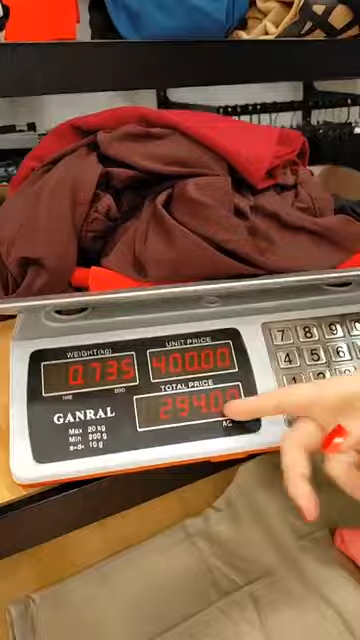 WEIGHT(kg)
0.735
UNIT PRICE
400.00
TOTAL PRICE
294.00
GANRAL
Max 20 kg
Min 200 g
e=d= 10 g
AC
7 8 9
4 5 6
1 2 3